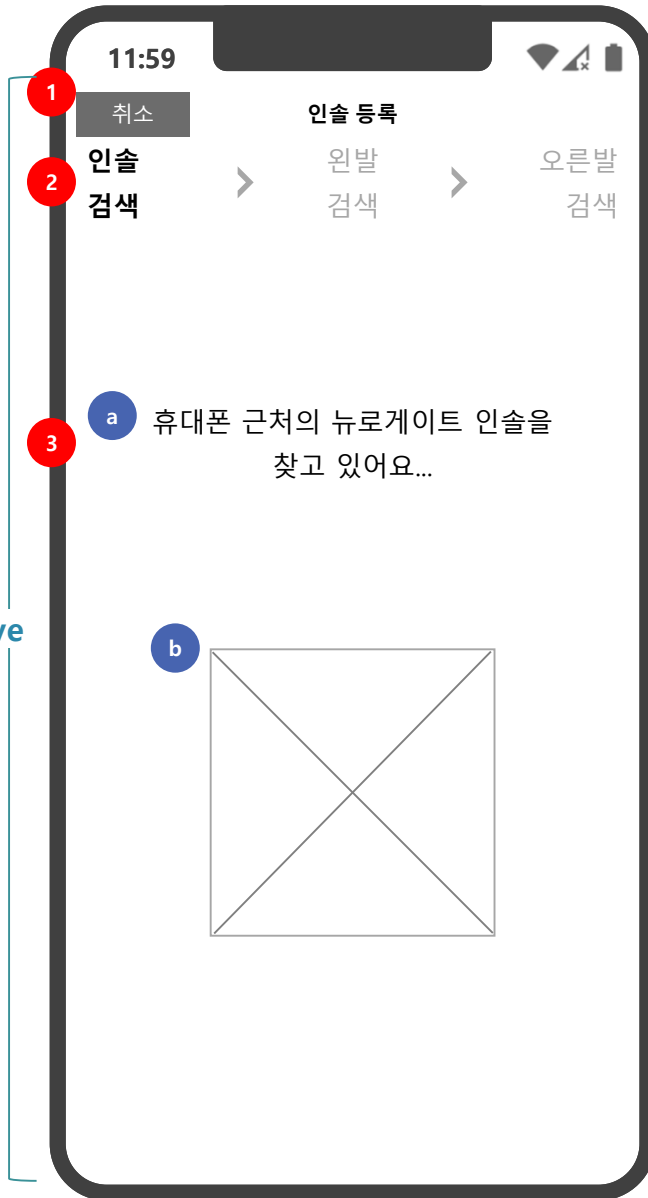 11:59
1
취소
인솔 등록
2
인솔
검색
왼발
검색
오른발
검색
a
휴대폰 근처의 뉴로게이트 인솔을
찾고 있어요...
3
ve
b